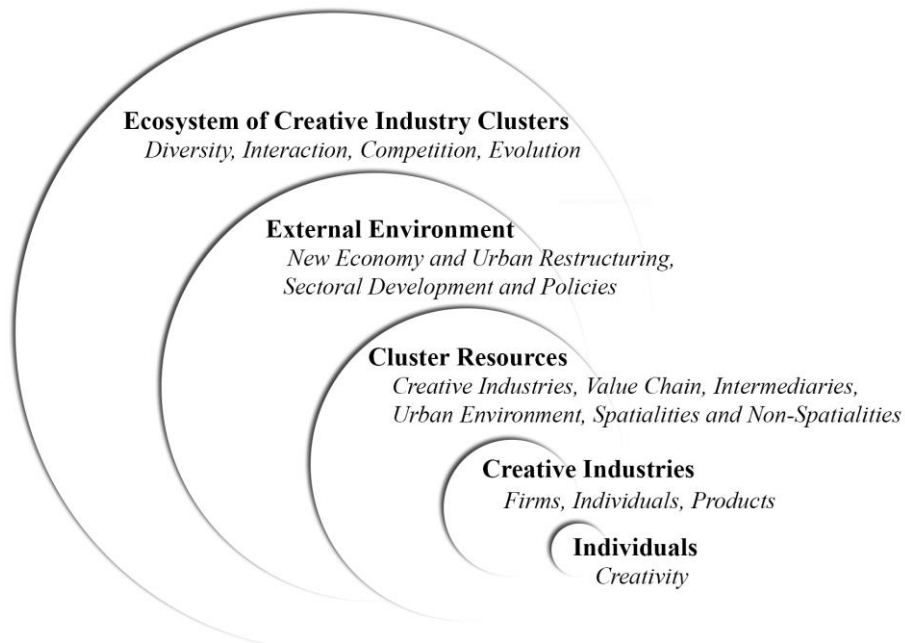 Ecosystem of Creative Industry Clusters
Diversity, Interaction, Competition, Evolution
External Environment
New Economy and Urban Restructuring,
Sectoral Development and Policies
Cluster Resources
Creative Industries, Value Chain, Intermediaries,
Urban Environment, Spatialities and Non-Spatialities
Creative Industries
Firms, Individuals, Products
Individuals
Creativity